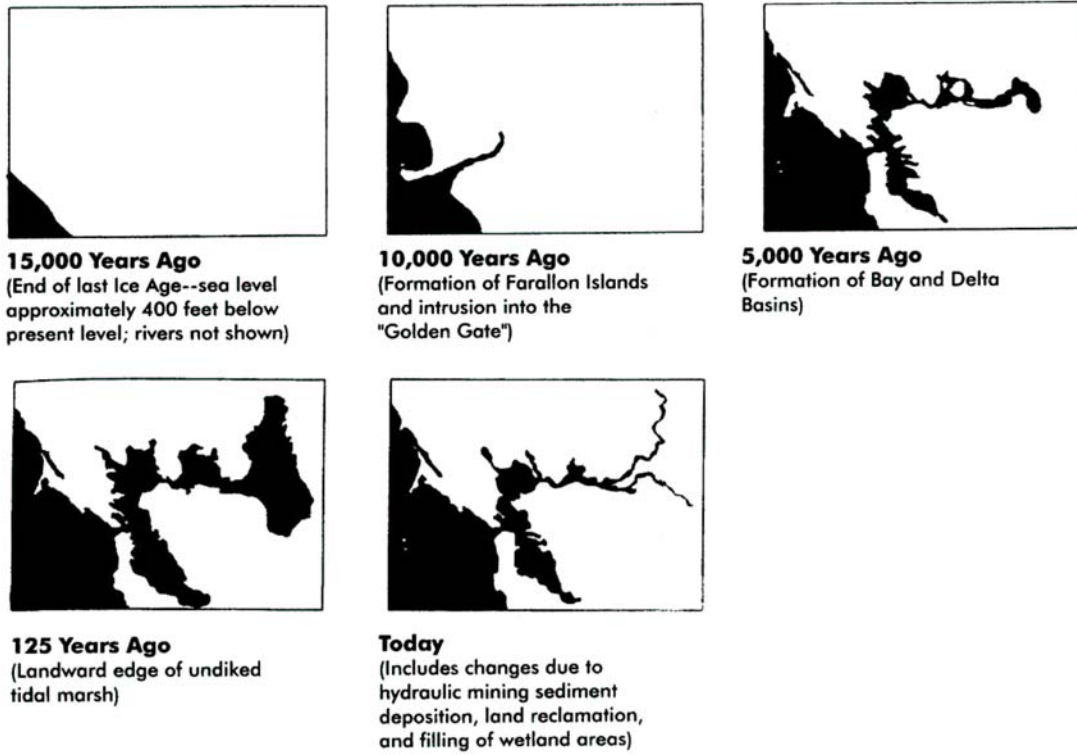 15,000 Years Ago
(End of last Ice Age--sea level
approximately 400 feet below
present level; rivers not shown)
10,000 Years Ago
(Formation of Farallon Islands
and intrusion into the
"Golden Gate")
5,000 Years Ago
(Formation of Bay and Delta
Basins)
125 Years Ago
(Landward edge of undiked
tidal marsh)
Today
(Includes changes due to
hydraulic mining sediment
deposition, land reclamation,
and filling of wetland areas)